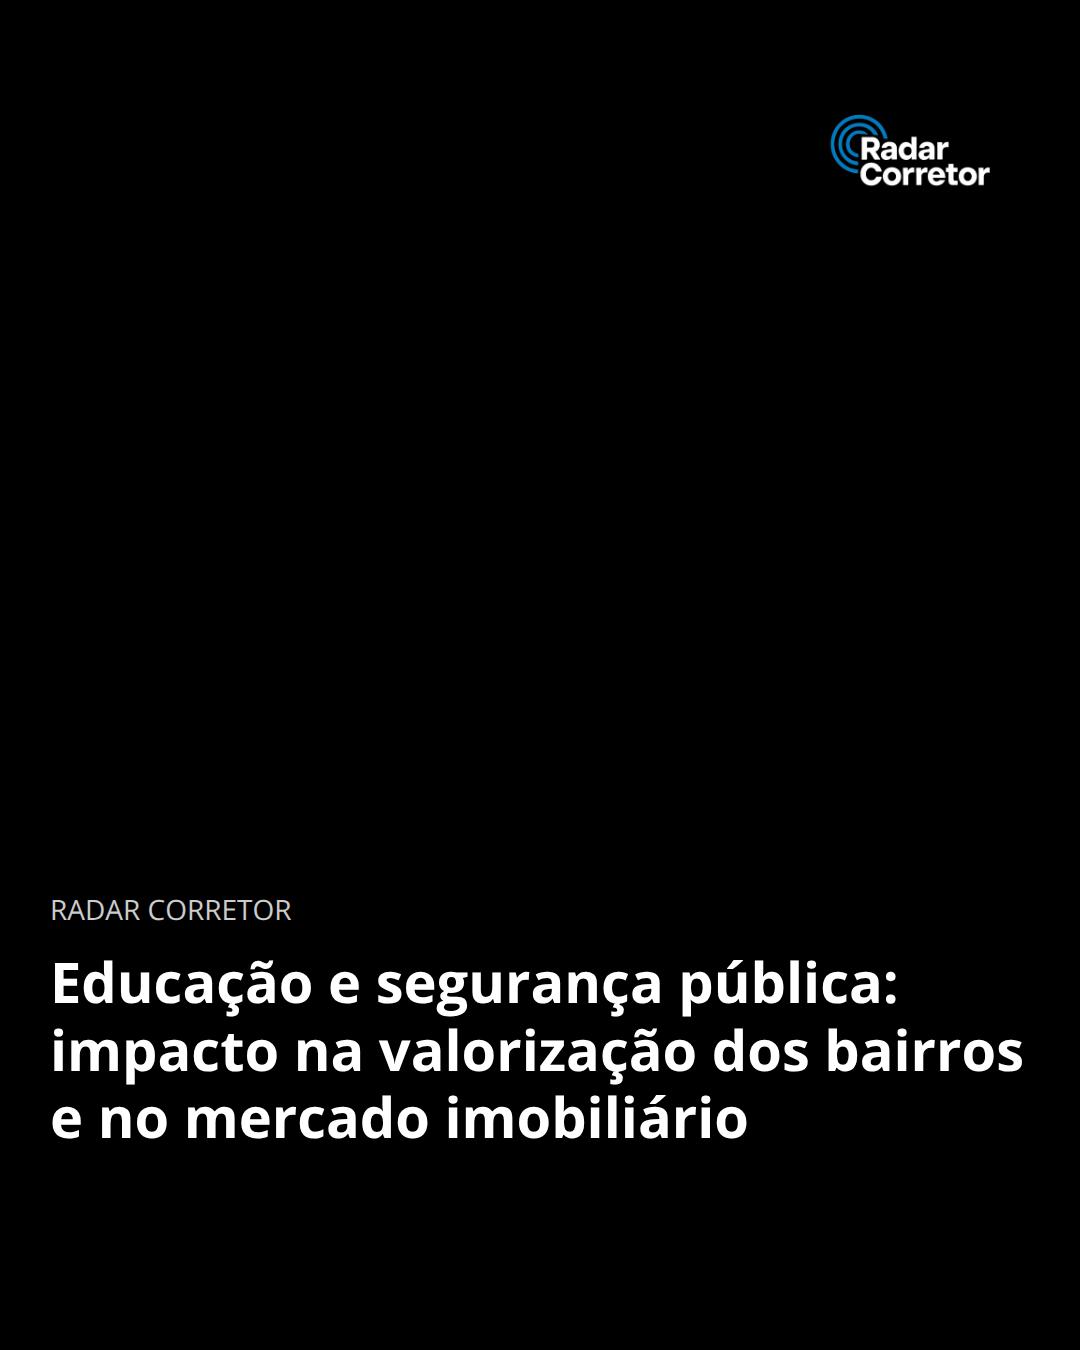 Radar
Corretor
RADAR CORRETOR
Educação e segurança pública:
impacto na valorização dos bairros
e no mercado imobiliário